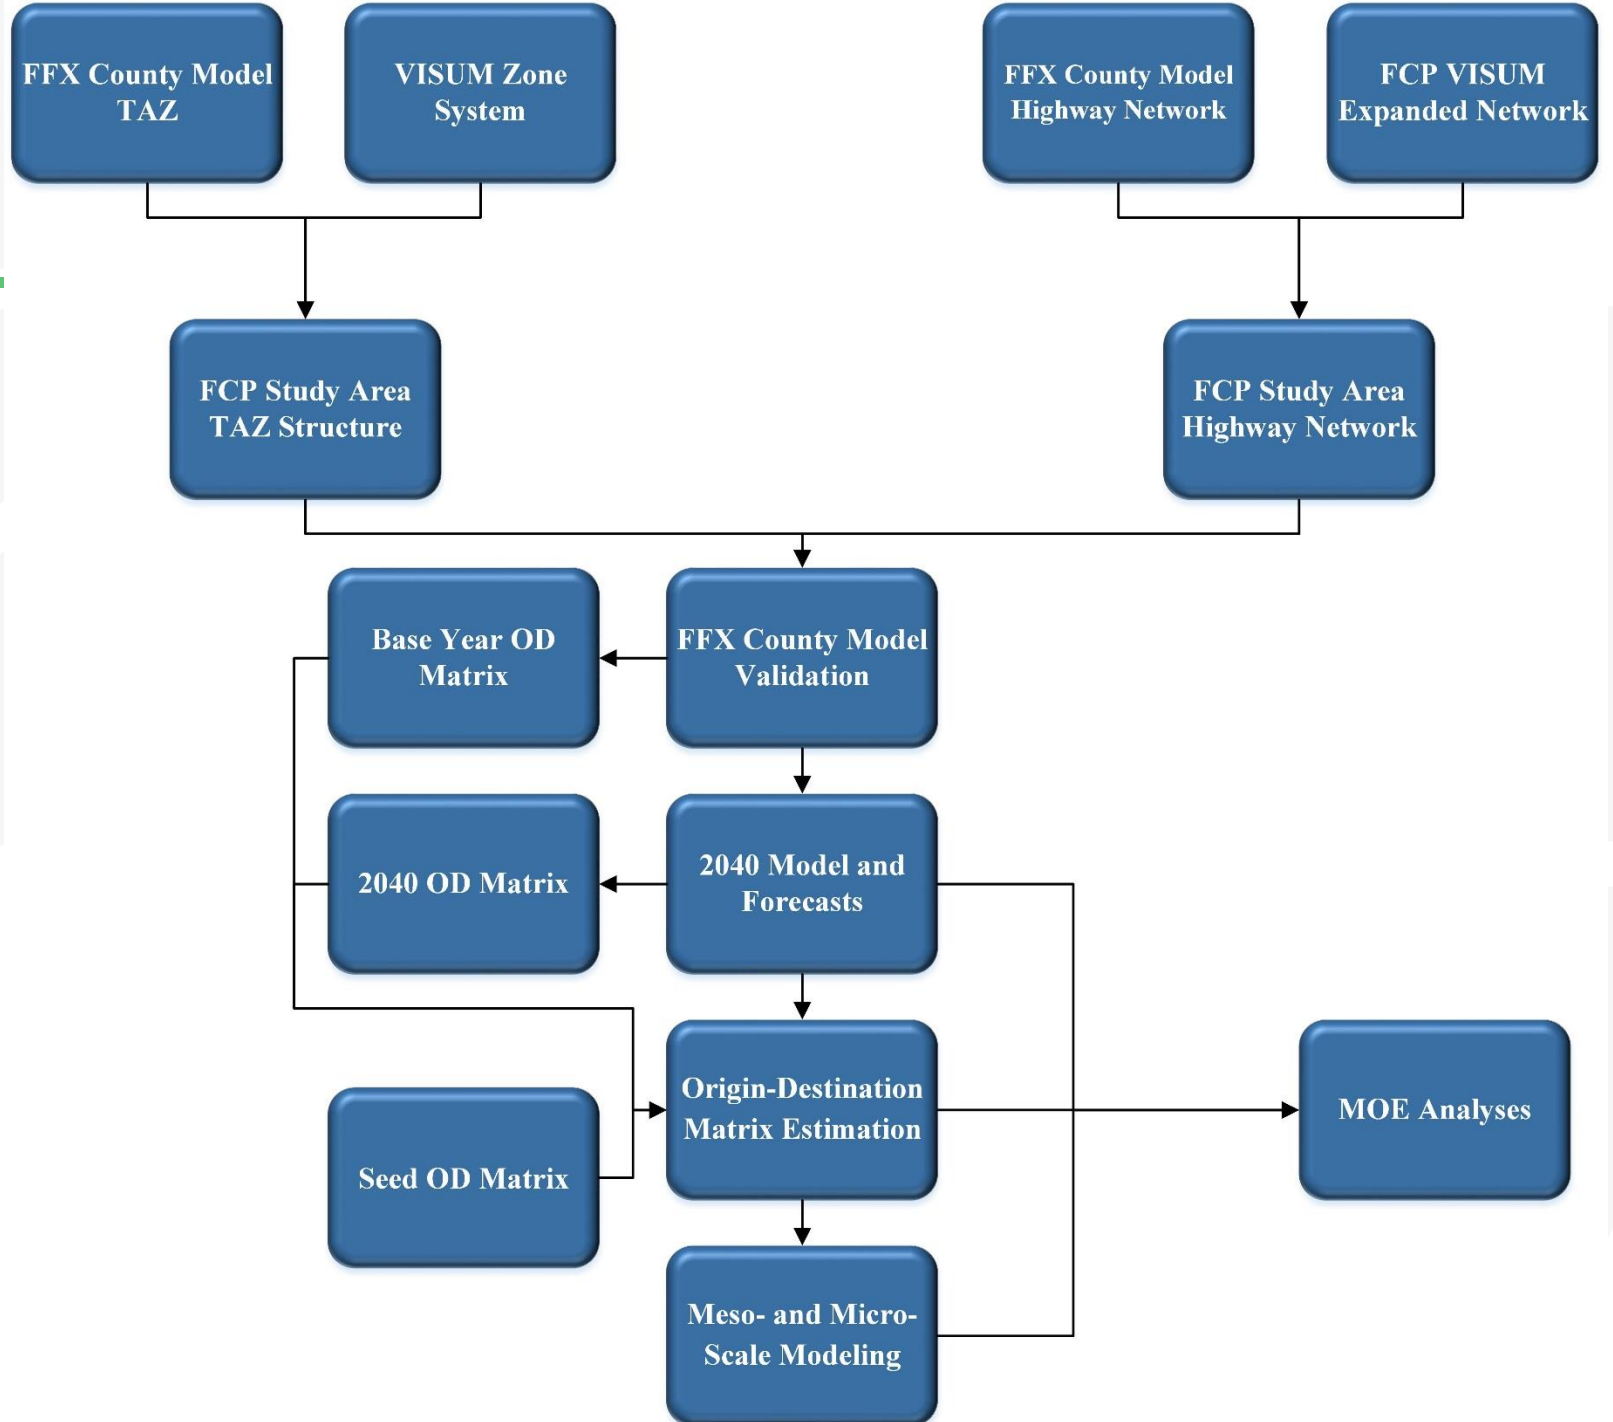 FFX County Model
TAZ
VISUM Zone
System
FFX County Model
Highway Network
FCP VISUM
Expanded Network
FCP Study Area
TAZ Structure
FCP Study Area
Highway Network
Base Year OD
Matrix
FFX County Model
Validation
2040 OD Matrix
2040 Model and
Forecasts
Origin-Destination
Matrix Estimation
MOE Analyses
Seed OD Matrix
Meso- and Micro-
Scale Modeling